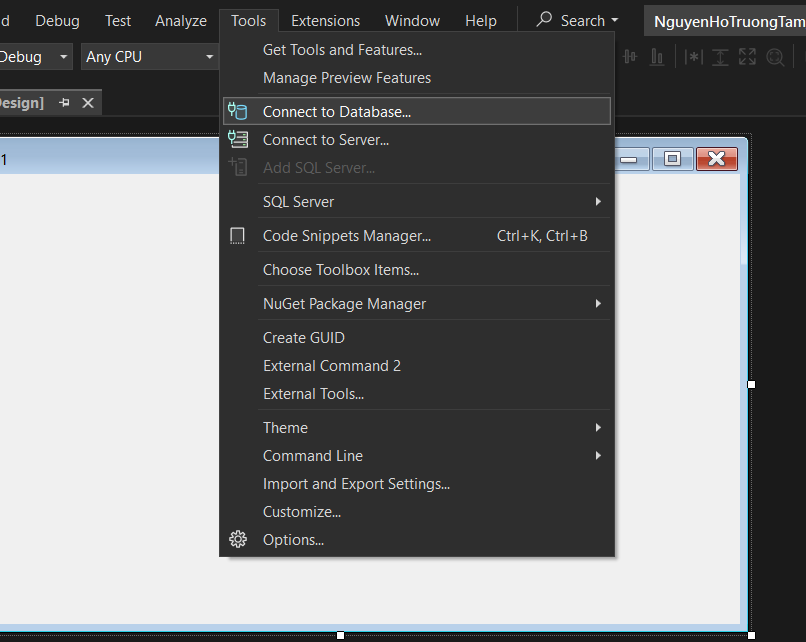 d Debug Test Analyze Tools Extensions Window Help Search NguyenHoTruongTam
Debug Any CPU
Design]
1
Get Tools and Features...
Manage Preview Features
Connect to Database...
Connect to Server...
Add SQL Server...
SQL Server
Code Snippets Manager... Ctrl+K, Ctrl+B
Choose Toolbox Items...
NuGet Package Manager
Create GUID
External Command 2
External Tools...
Theme
Command Line
Import and Export Settings...
Customize...
Options...